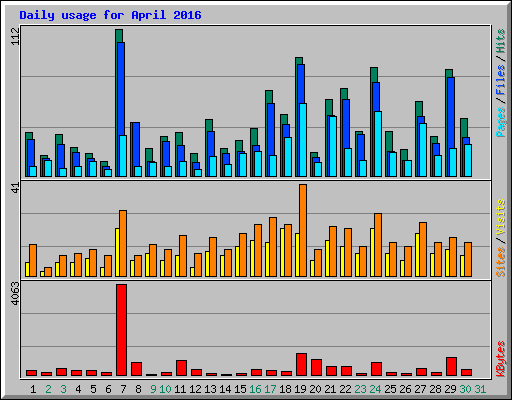 Daily usage for April 2016
112
Pages / Files / Hits
41
Sites / Visits
4063
KBytes
1 2 3 4 5 6 7 8 9 10 11 12 13 14 15 16 17 18 19 20 21 22 23 24 25 26 27 28 29 30 31